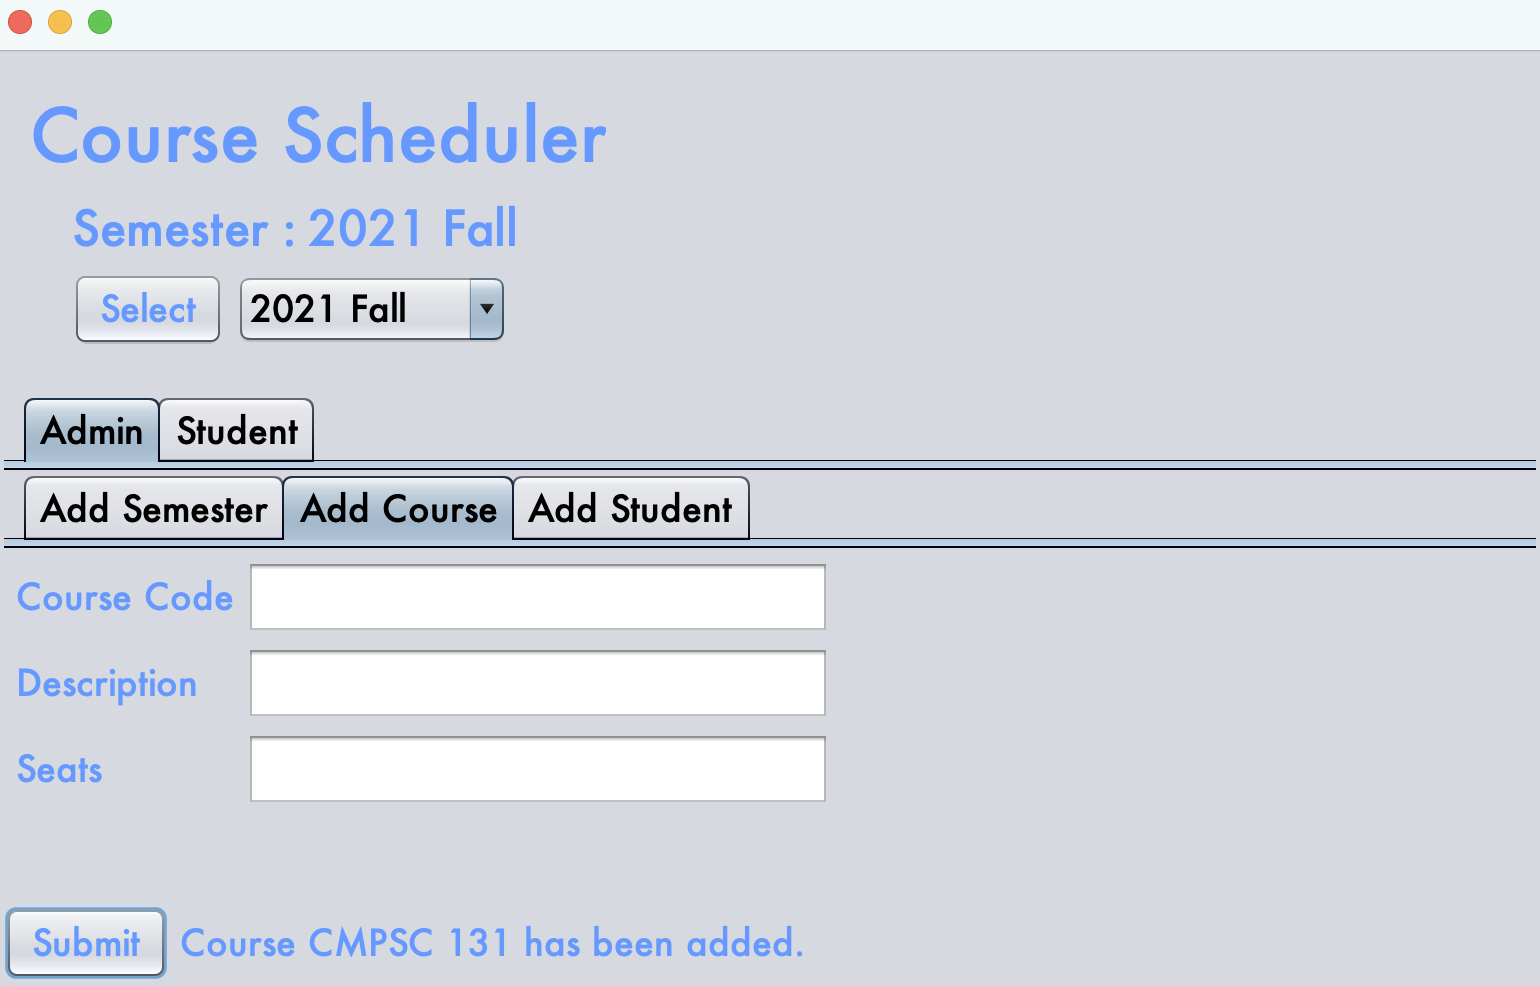 Course Scheduler
Semester : 2021 Fall
Select 2021 Fall
Admin Student
Add Semester Add Course Add Student
Course Code
Description
Seats
Submit Course CMPSC 131 has been added.